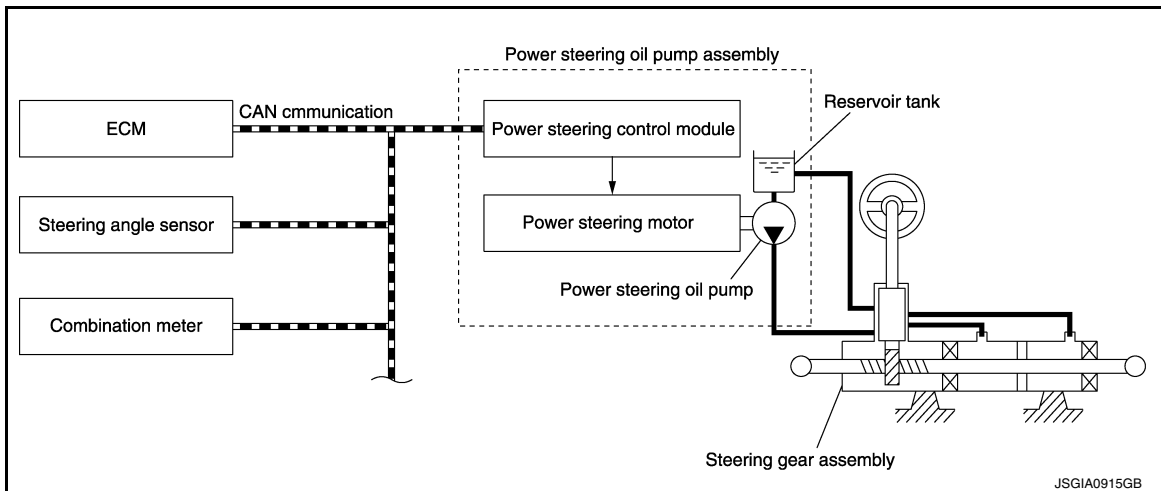 Power steering oil pump assembly
Reservoir tank
CAN cmmunication
ECM
Power steering control module
Steering angle sensor
Power steering motor
Power steering oil pump
Combination meter
Steering gear assembly
JSGIA0915GB